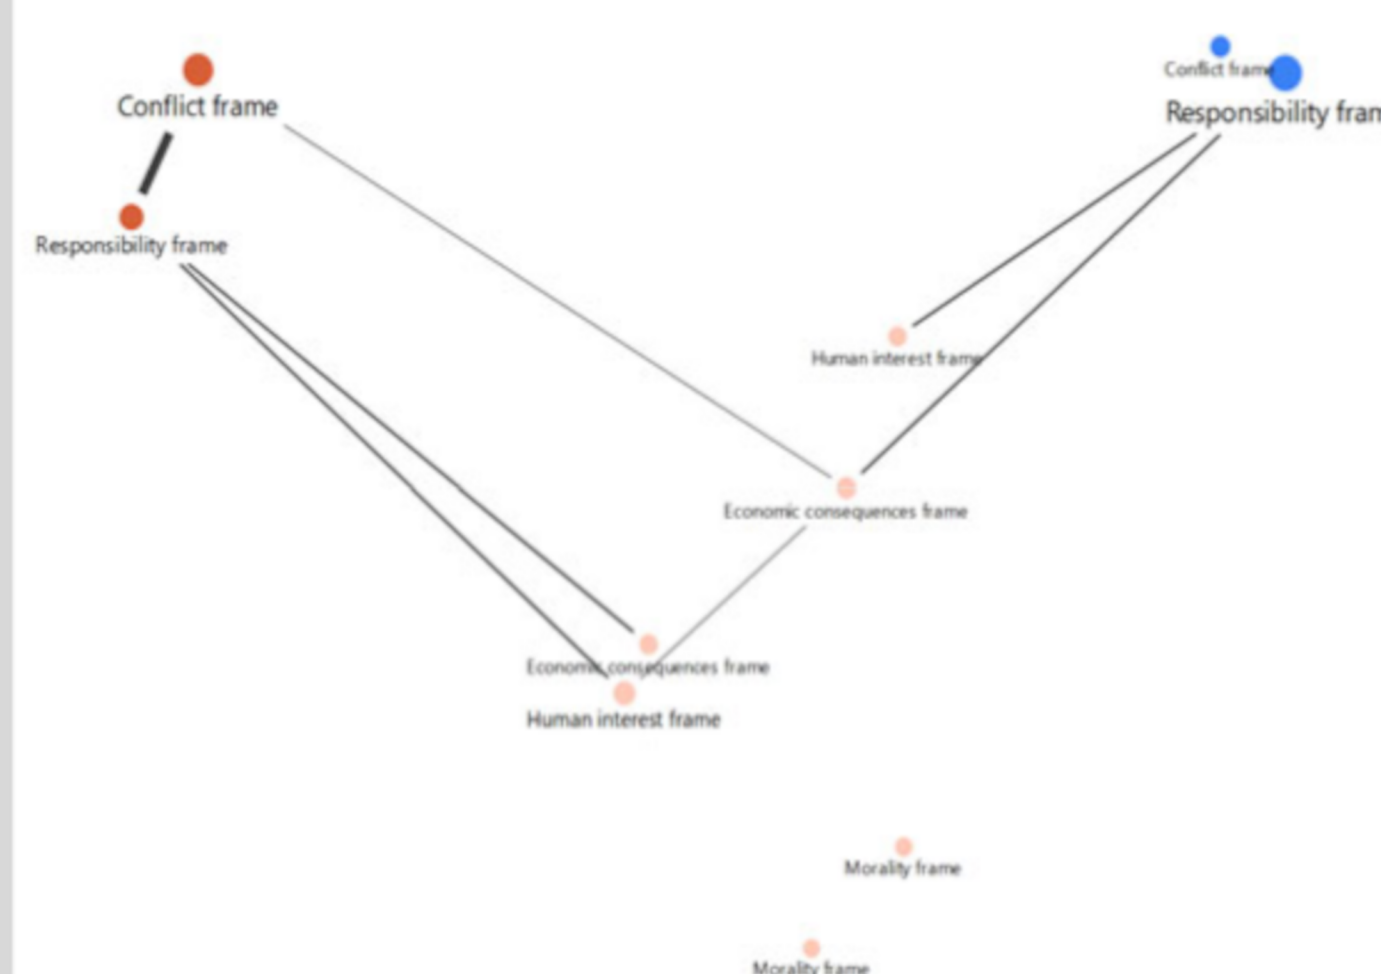 Conflict frame
Conflict frame
Responsibility fran
Responsibility frame
Human interest frame
Economic consequences frame
Economic consequences frame
Human interest frame
Morality frame
Morality frame